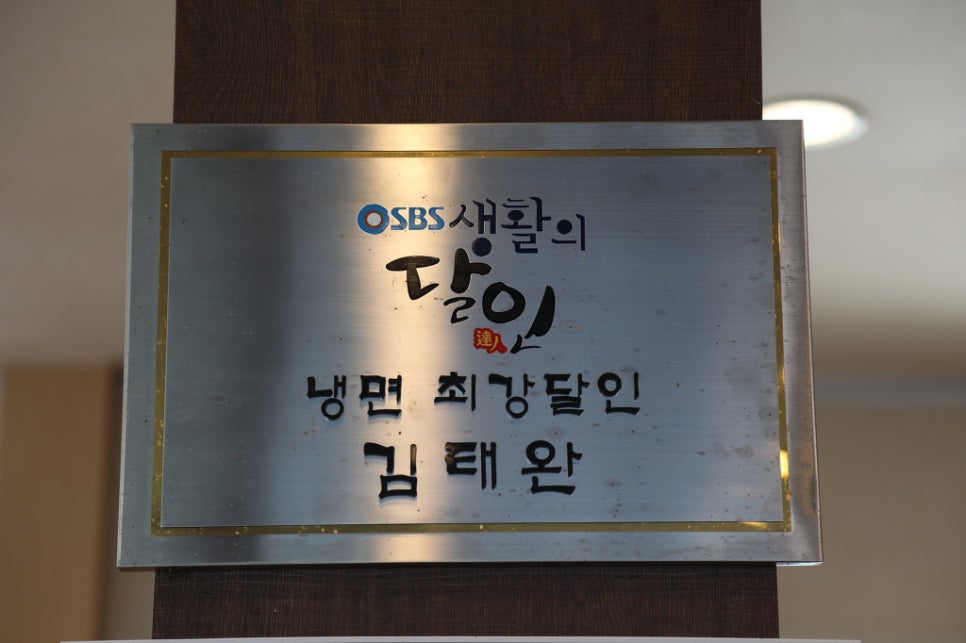 SBS 생활의
달인
達人
냉면 최강달인
김태완